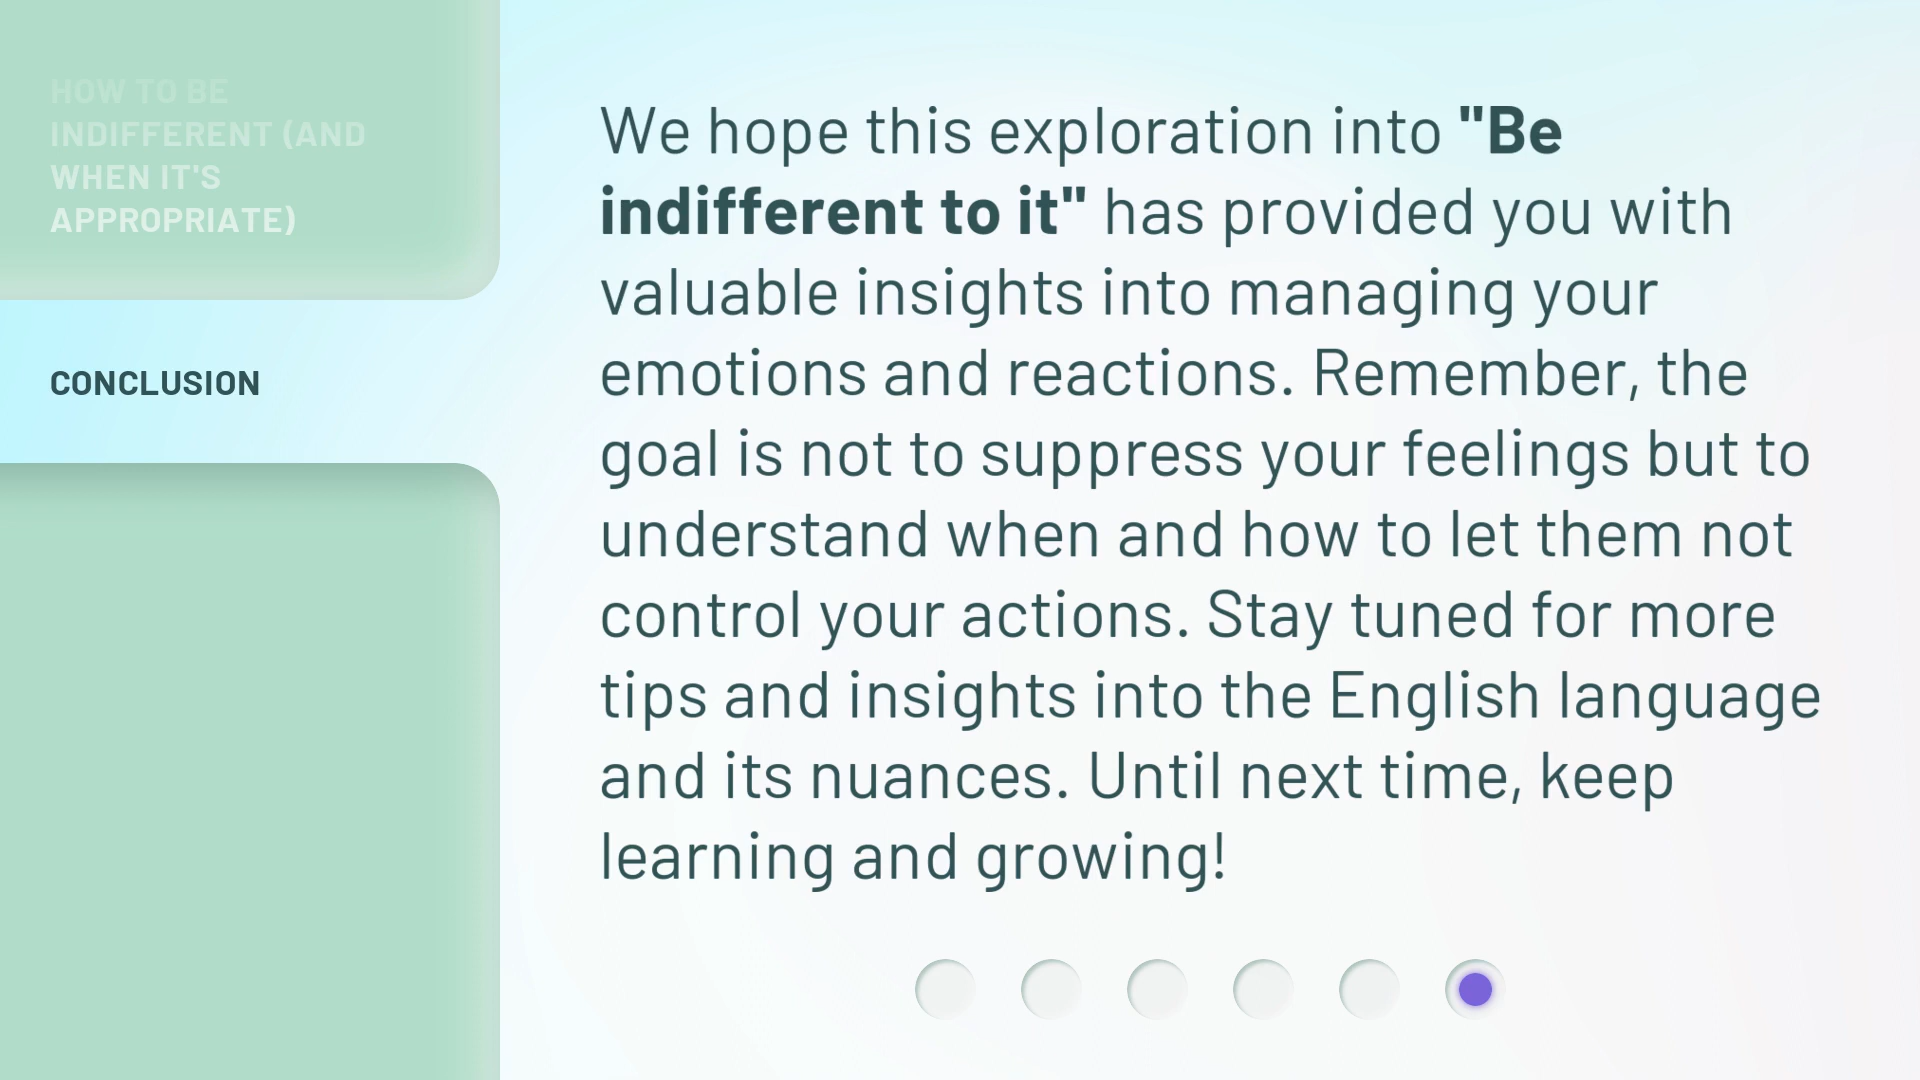 HOW TO BE
INDIFFERENT (AND
WHEN IT'S
APPROPRIATE)
CONCLUSION
We hope this exploration into "Be
indifferent to it" has provided you with
valuable insights into managing your
emotions and reactions. Remember, the
goal is not to suppress your feelings but to
understand when and how to let them not
control your actions. Stay tuned for more
tips and insights into the English language
and its nuances. Until next time, keep
learning and growing!